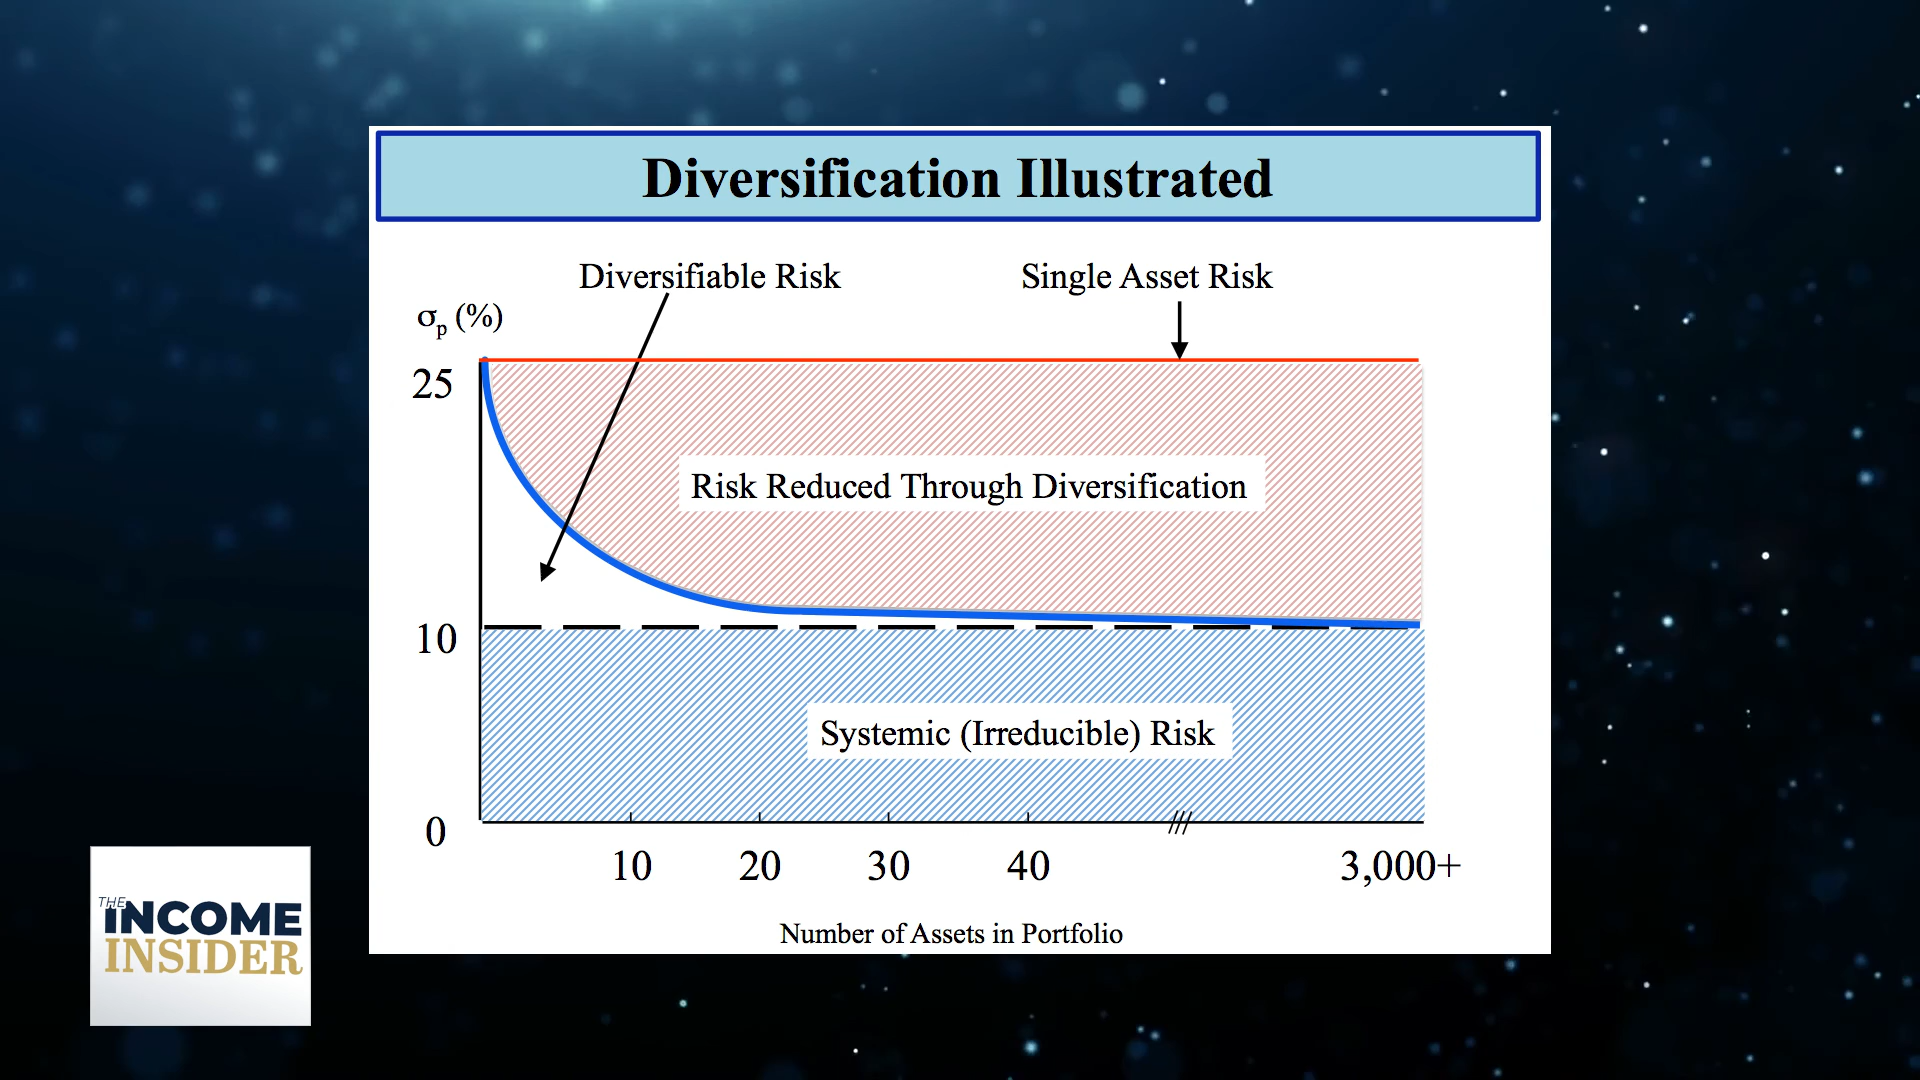 Diversification Illustrated
Diversifiable Risk
Single Asset Risk
σp (%)
25
Risk Reduced Through Diversification
10
Systemic (Irreducible) Risk
0
10 20 30 40 3,000+
Number of Assets in Portfolio
THE
INCOME
INSIDER